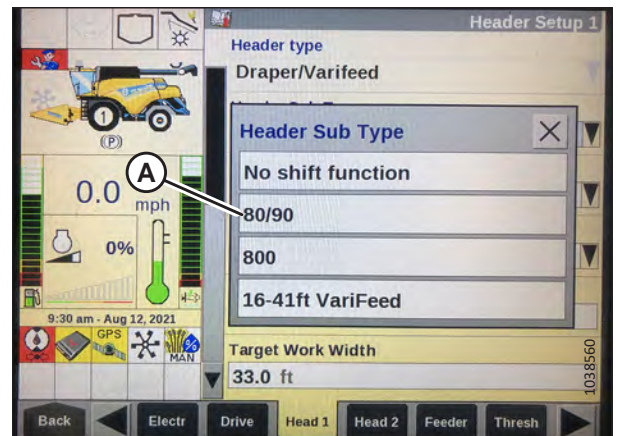 Header Setup 1
Header type
Draper/Varifeed
Header Sub Type
No shift function
80/90
800
16-41ft VariFeed
A
1
(P)
0.0 mph
0%
9:30 am - Aug 12, 2021
GPS
MAN
Target Work Width
33.0 ft
1038560
Back
Electr
Drive
Head 1
Head 2
Feeder
Thresh